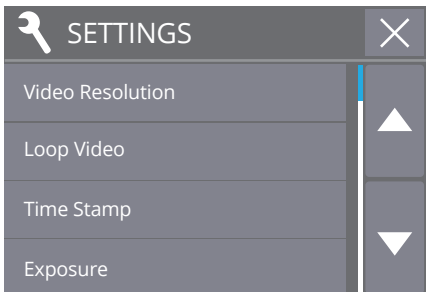 SETTINGS
Video Resolution
Loop Video
Time Stamp
Exposure